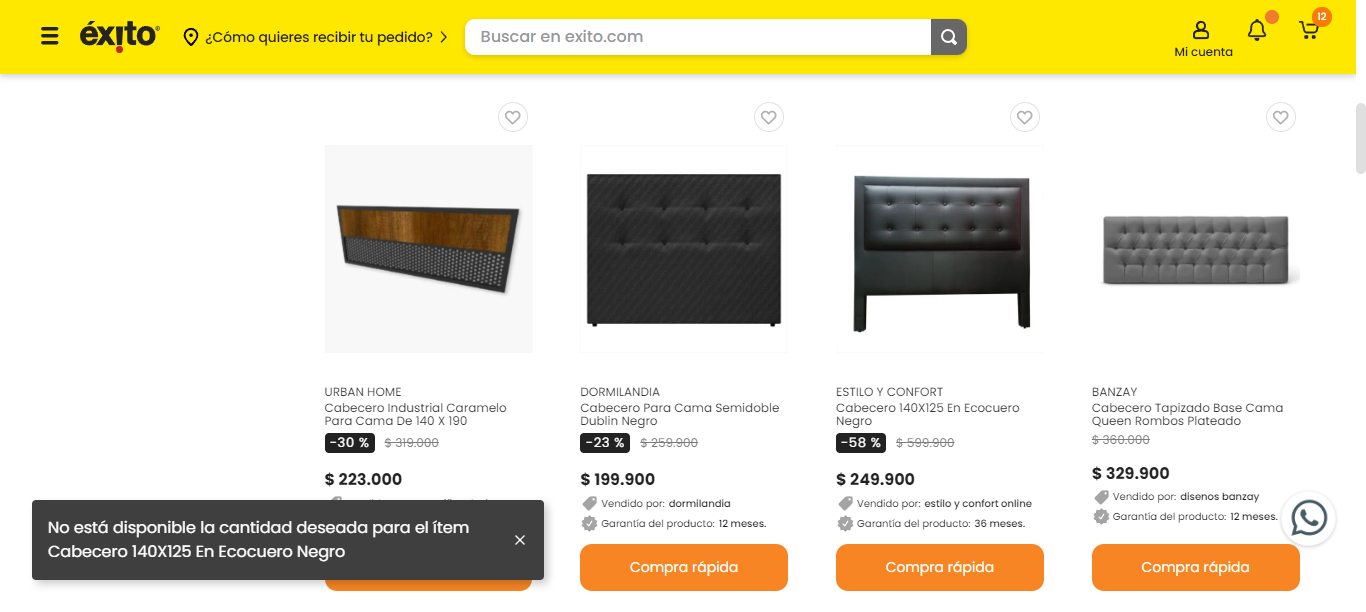 éxito
¿Cómo quieres recibir tu pedido?
Buscar en exito.com
Mi cuenta
12
URBAN HOME
Cabecero Industrial Caramelo
Para Cama De 140 X 190
-30 % $ 319.000
$ 223.000
DORMILANDIA
Cabecero Para Cama Semidoble
Dublin Negro
-23 % $ 259.900
$ 199.900
Vendido por: dormilandia
Garantía del producto: 12 meses.
Compra rápida
ESTILO Y CONFORT
Cabecero 140X125 En Ecocuero
Negro
-58 % $ 599.900
$ 249.900
Vendido por: estilo y confort online
Garantía del producto: 36 meses.
Compra rápida
BANZAY
Cabecero Tapizado Base Cama
Queen Rombos Plateado
$ 360.000
$ 329.900
Vendido por: disenos banzay
Garantía del producto: 12 meses.
Compra rápida
No está disponible la cantidad deseada para el ítem
Cabecero 140X125 En Ecocuero Negro